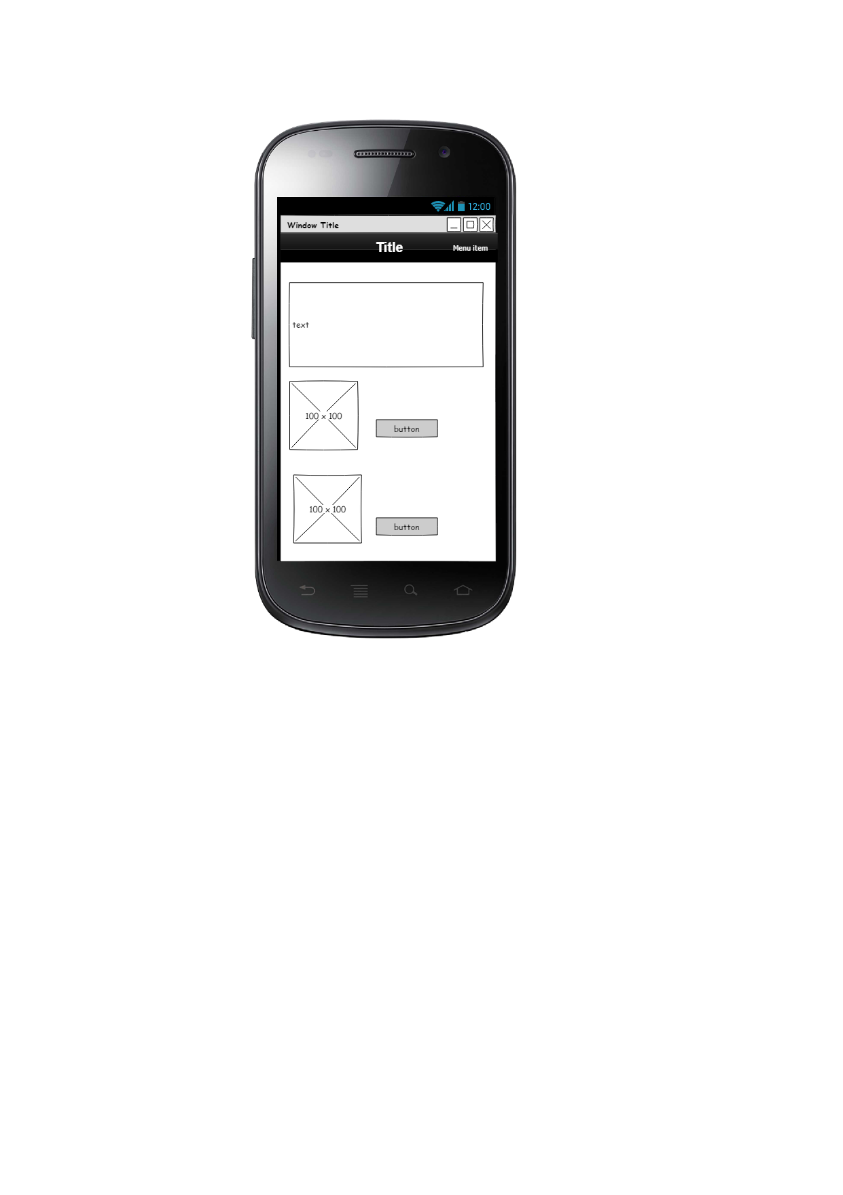 12:00
Window Title
Title Menu item
text
100 x 100
button
100 x 100
button